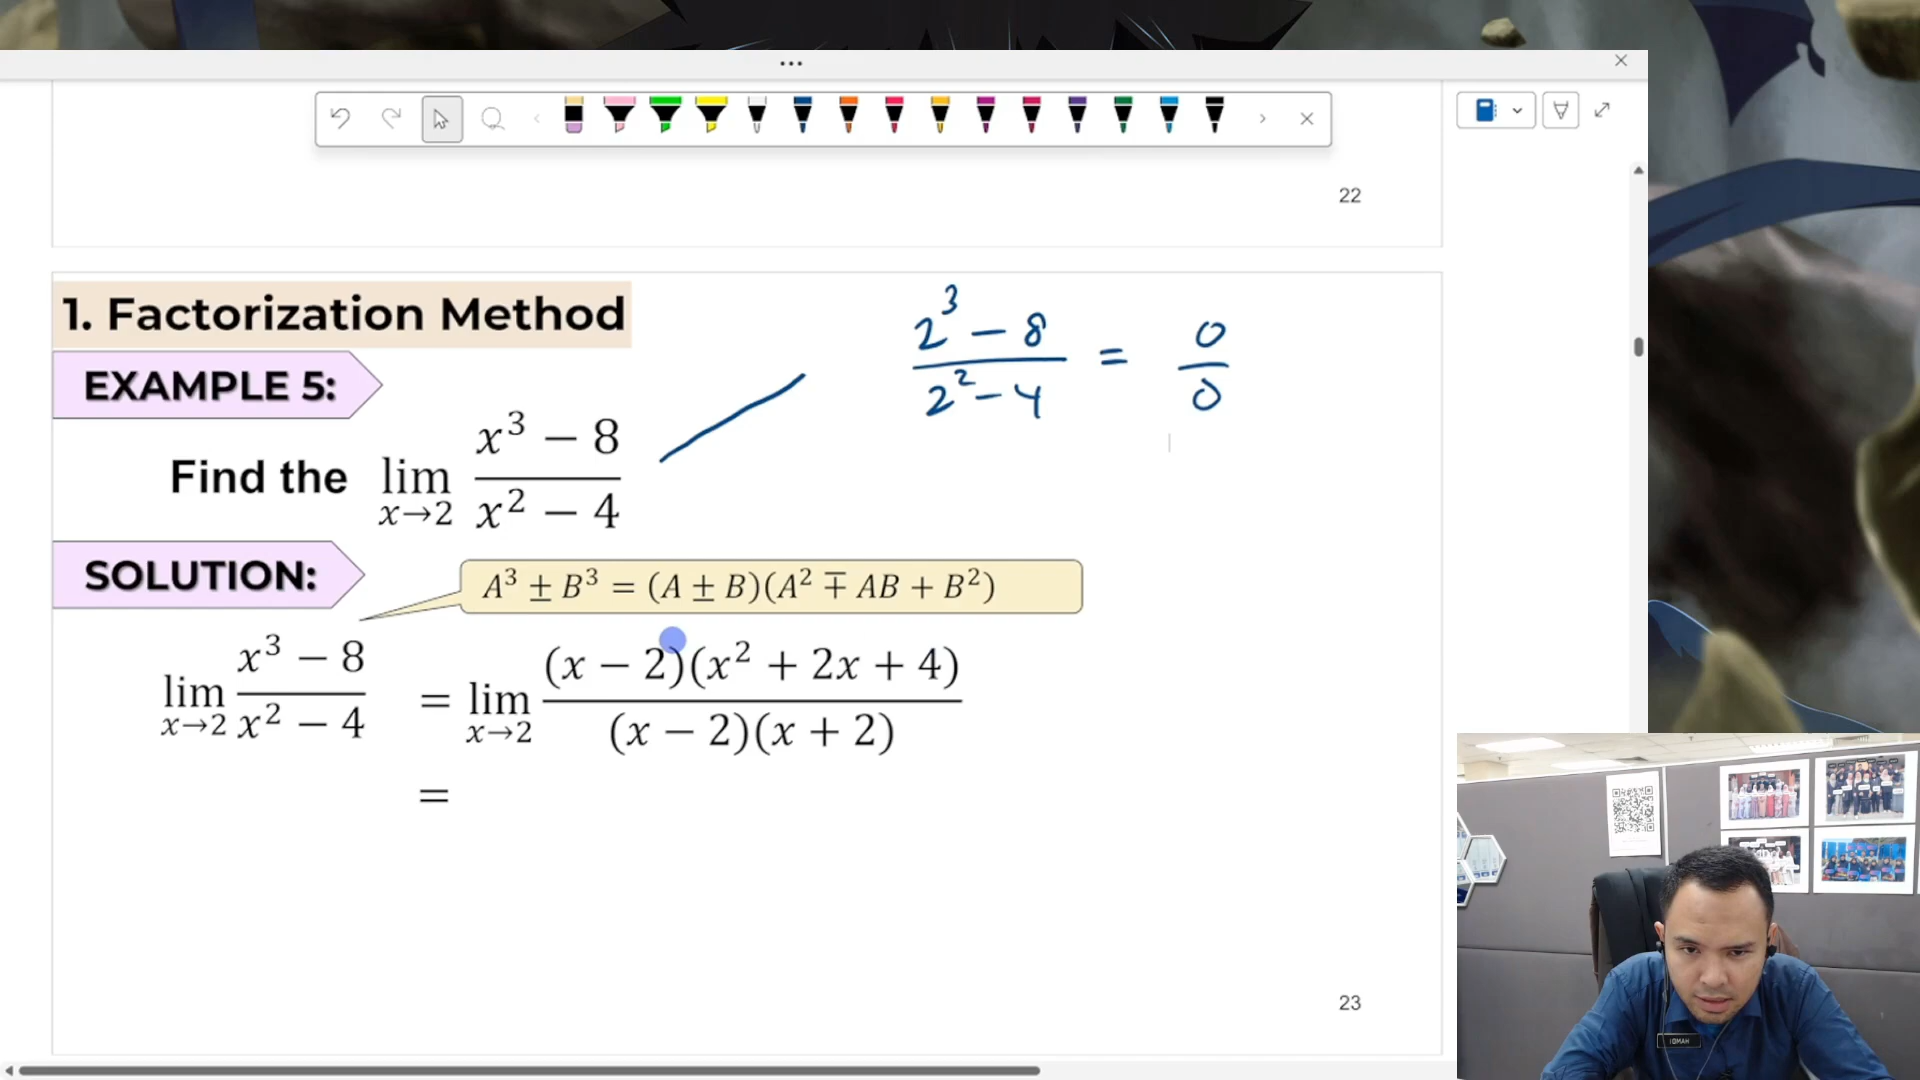 22
1. Factorization Method
2³ - 8 / 2² - 4 = 0 / 0
EXAMPLE 5:
Find the lim x→2 x³ − 8 / x² − 4
SOLUTION:
A³ ± B³ = (A ± B)(A² ∓ AB + B²)
lim x→2 x³ − 8 / x² − 4 = lim x→2 (x − 2)(x² + 2x + 4) / (x − 2)(x + 2)
=
23
IQMAH